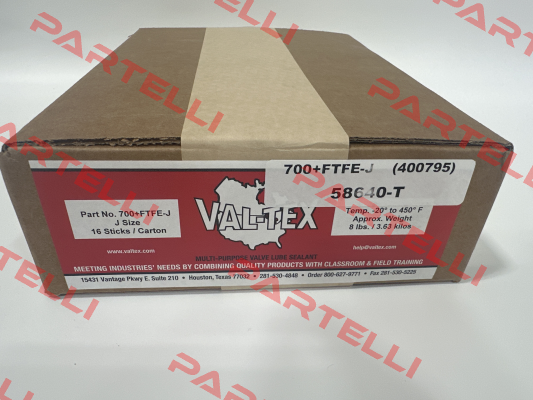 PARTELLI
PARTELLI
PARTELLI
PARTELLI
PARTELLI
PARTELLI
PARTELLI
700+FTFE-J (400795)
58640-T
Temp. -20° to 450° F
Approx. Weight
8 lbs. / 3.63 kilos
Part No. 700+FTFE-J
J Size
16 Sticks / Carton
VAL-TEX
www.valtex.com
help@valtex.com
MULTI-PURPOSE VALVE LUBE SEALANT
MEETING INDUSTRIES' NEEDS BY COMBINING QUALITY PRODUCTS WITH CLASSROOM & FIELD TRAINING
15431 Vantage Pkwy E. Suite 210 • Houston, Texas 77032 • 281-530-4848 • Order 800-627-9771 • Fax 281-530-5225